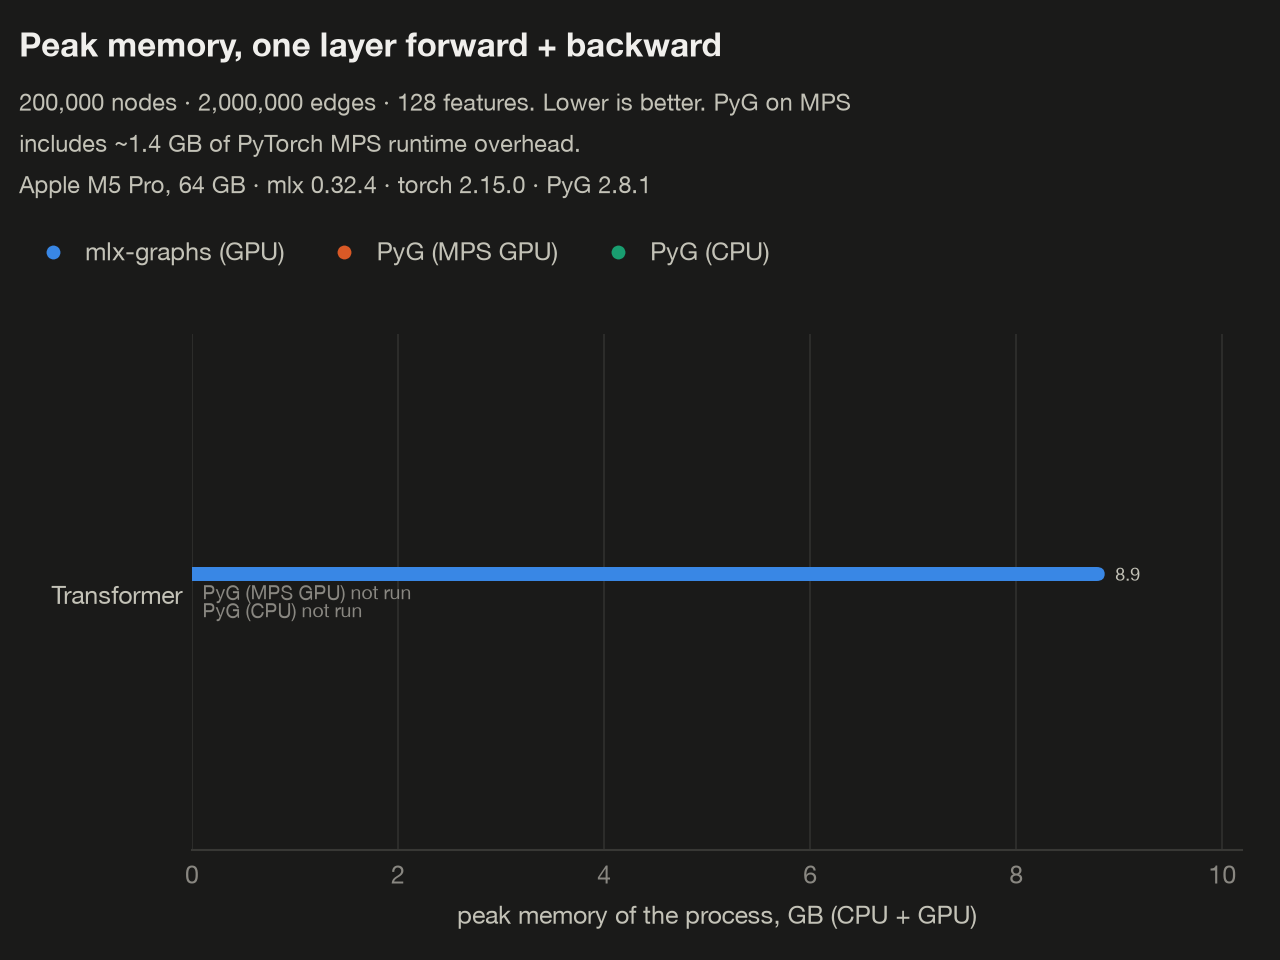 Peak memory, one layer forward + backward
200,000 nodes · 2,000,000 edges · 128 features. Lower is better. PyG on MPS
includes ~1.4 GB of PyTorch MPS runtime overhead.
Apple M5 Pro, 64 GB · mlx 0.32.4 · torch 2.15.0 · PyG 2.8.1
mlx-graphs (GPU) PyG (MPS GPU) PyG (CPU)
8.9
Transformer
PyG (MPS GPU) not run
PyG (CPU) not run
0 2 4 6 8 10
peak memory of the process, GB (CPU + GPU)